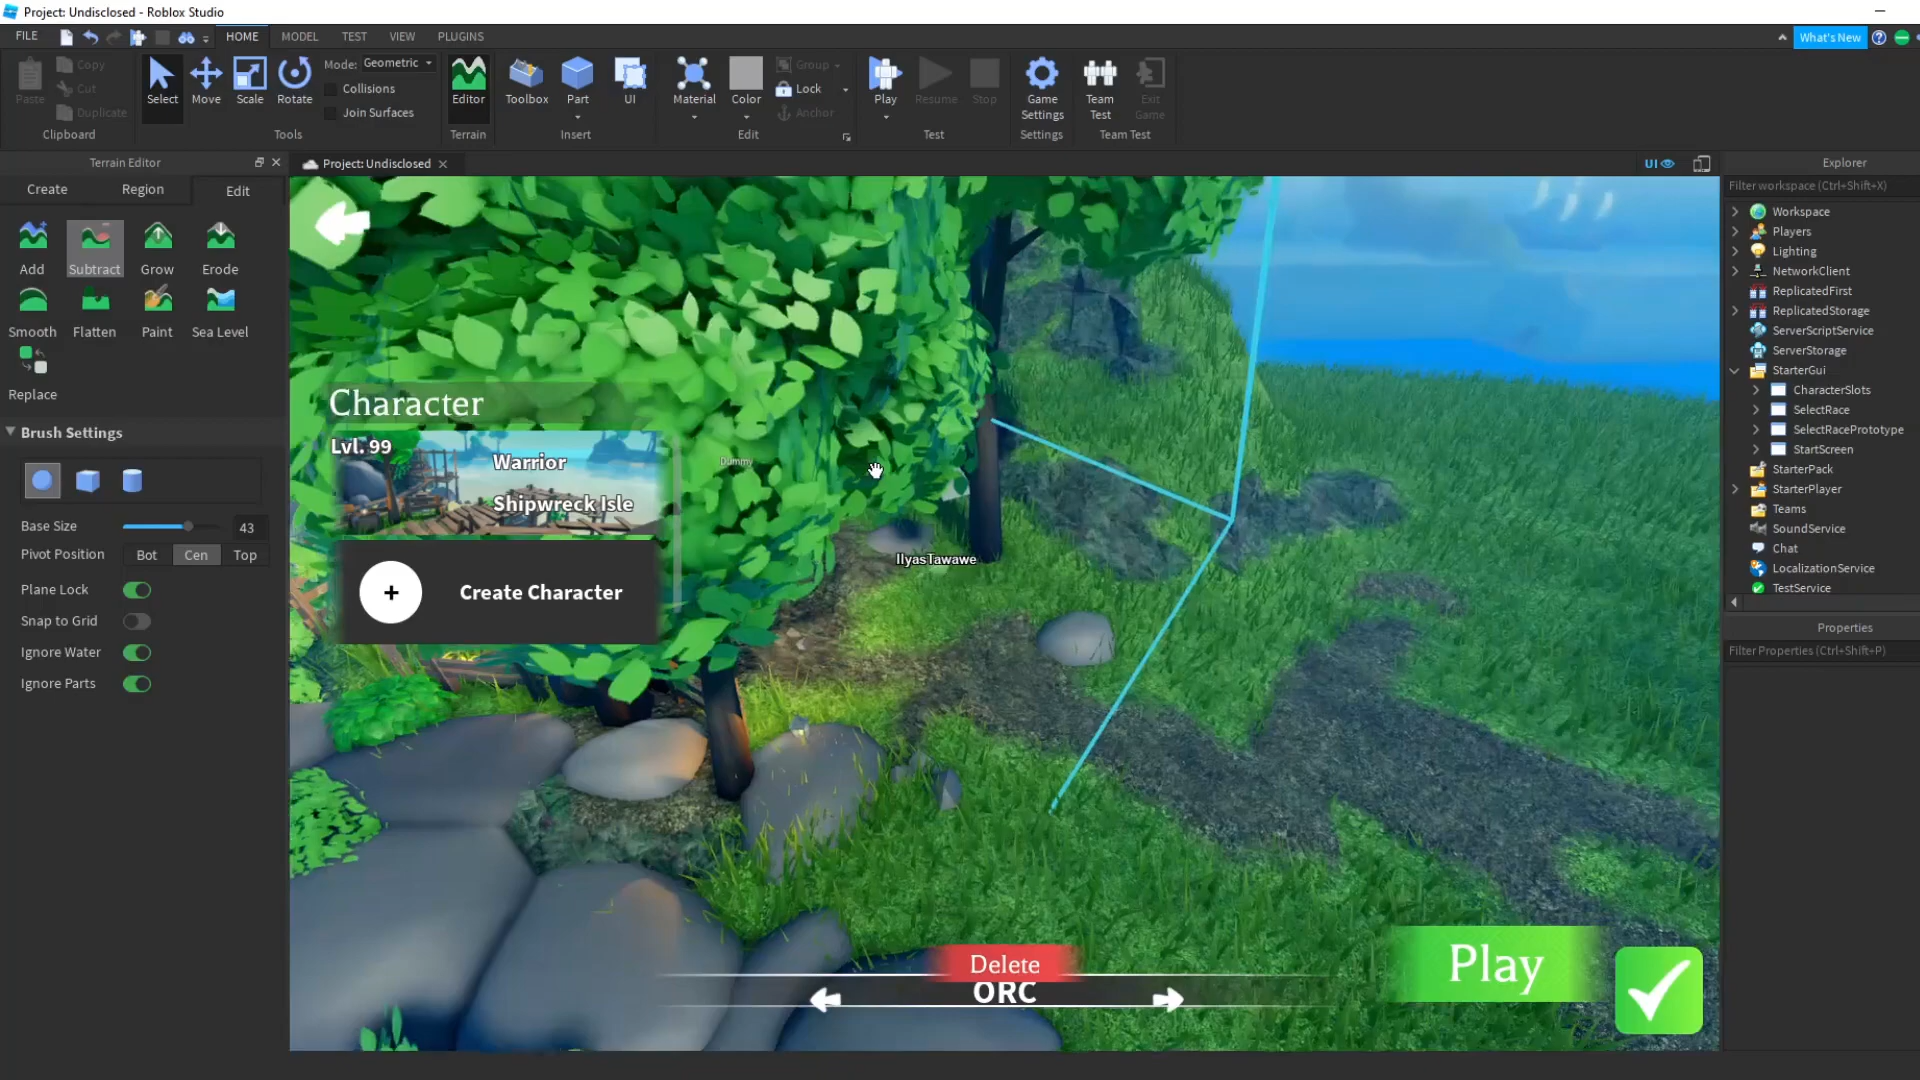 Project: Undisclosed - Roblox Studio
FILE HOME MODEL TEST VIEW PLUGINS What's New
Paste Copy Cut Duplicate Clipboard
Select Move Scale Rotate Mode: Geometric Collisions Join Surfaces Tools
Editor Terrain
Toolbox Part UI Insert
Material Color Group Lock Anchor Edit
Play Resume Stop Test
Game Settings Settings
Team Test Exit Game Team Test
Terrain Editor
Project: Undisclosed
UI
Explorer
Create Region Edit
Filter workspace (Ctrl+Shift+X)
Add Subtract Grow Erode
Smooth Flatten Paint Sea Level
Replace
Brush Settings
Base Size 43
Pivot Position Bot Cen Top
Plane Lock
Snap to Grid
Ignore Water
Ignore Parts
Character
Lvl. 99
Warrior
Shipwreck Isle
+ Create Character
Dummy
IlyasTawawe
Delete
ORC
Play
Workspace
Players
Lighting
NetworkClient
ReplicatedFirst
ReplicatedStorage
ServerScriptService
ServerStorage
StarterGui
CharacterSlots
SelectRace
SelectRacePrototype
StartScreen
StarterPack
StarterPlayer
Teams
SoundService
Chat
LocalizationService
TestService
Properties
Filter Properties (Ctrl+Shift+P)